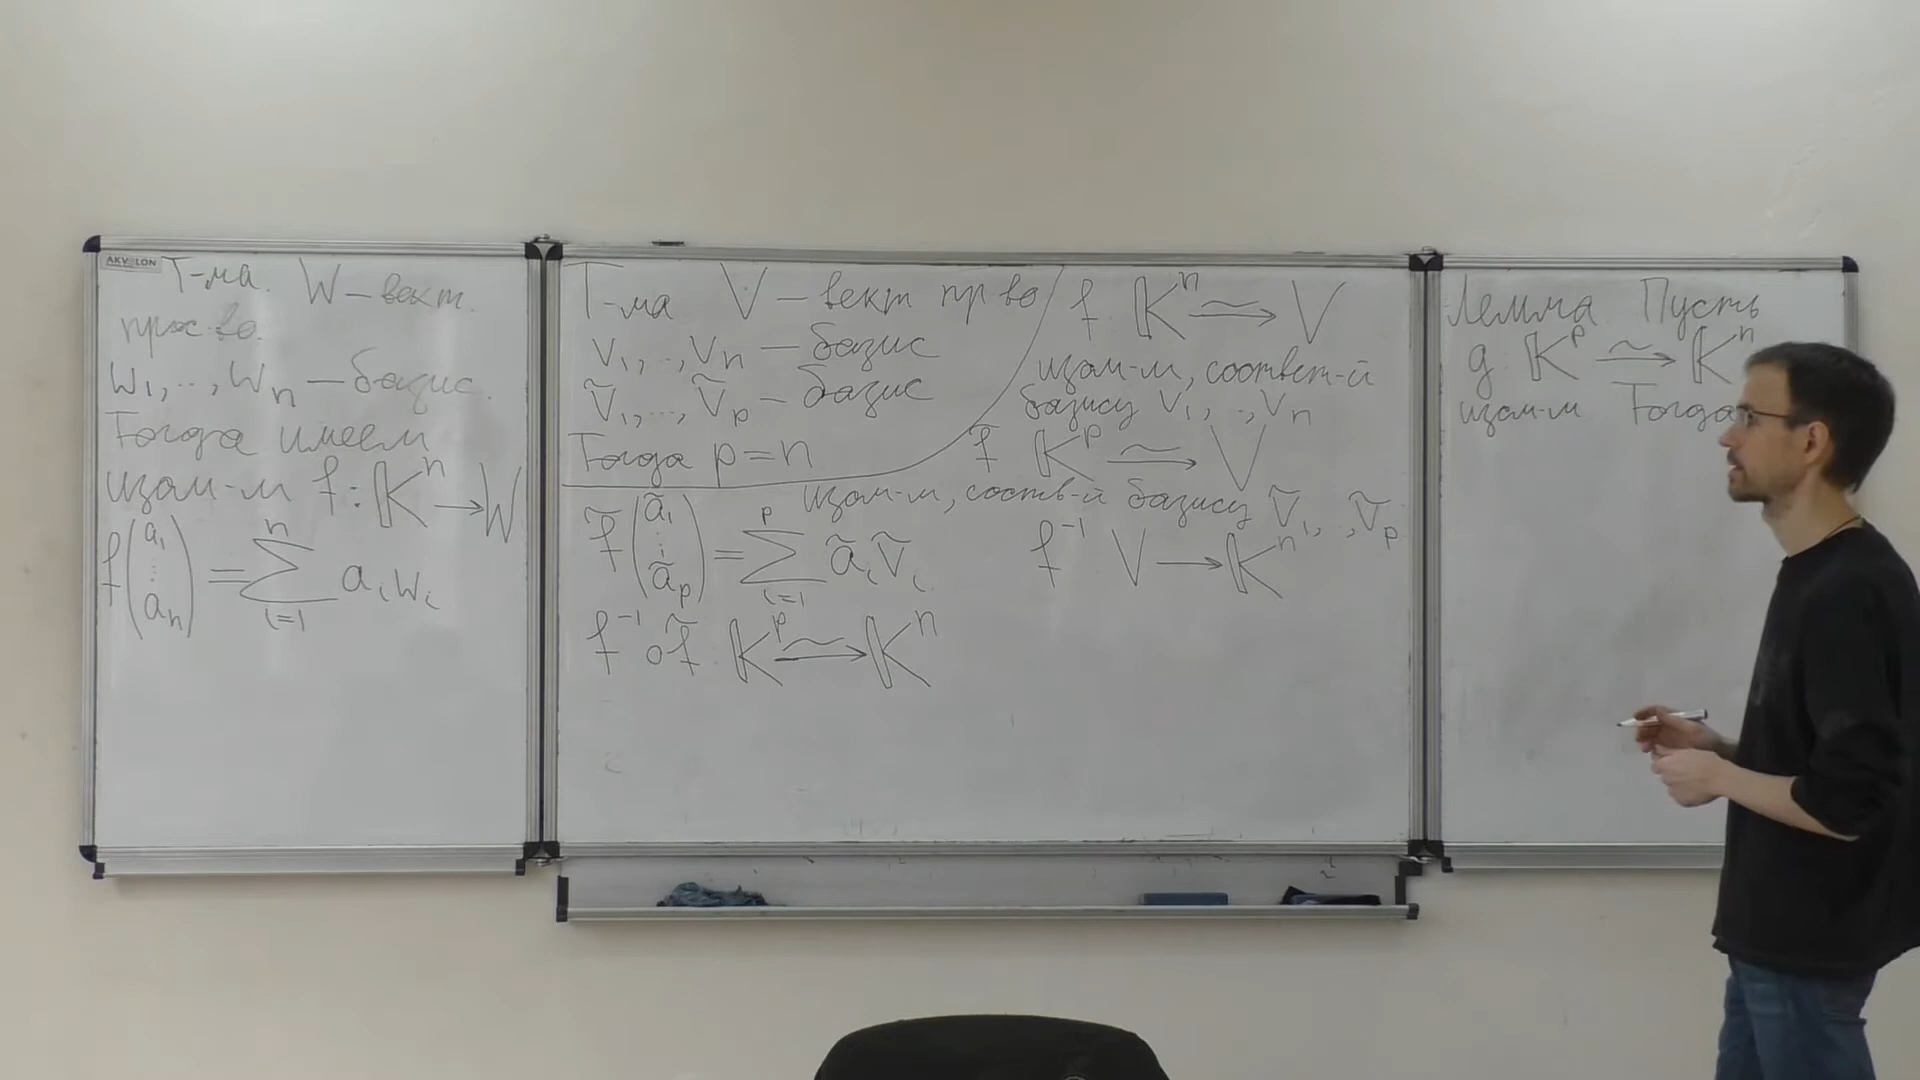 AKVELON
Т-ма. W – вект.
пр-во.
w₁, .., wₙ – базис.
Тогда имеем
изом-м f: 𝕂ⁿ → W
f(a₁ ⋮ aₙ) = ∑ᵢ₌₁ⁿ aᵢwᵢ
Т-ма V – вект пр-во
v₁, .., vₙ – базис
ṽ₁, ..., ṽₚ – базис
Тогда p = n
f: 𝕂ⁿ ⥲ V
изом-м, соответ-й
базису v₁, .., vₙ
f̃ 𝕂ᵖ ⥲ V
изом-м, соотв-й базису ṽ₁, .., ṽₚ
f̃(ã₁ ⋮ ãₚ) = ∑ᵢ₌₁ᵖ ãᵢṽᵢ
f⁻¹ V → 𝕂ⁿ
f⁻¹ ∘ f̃: 𝕂ᵖ ⥲ 𝕂ⁿ
Лемма. Пусть
g: 𝕂ᵖ ⥲ 𝕂ⁿ
изом-м Тогда